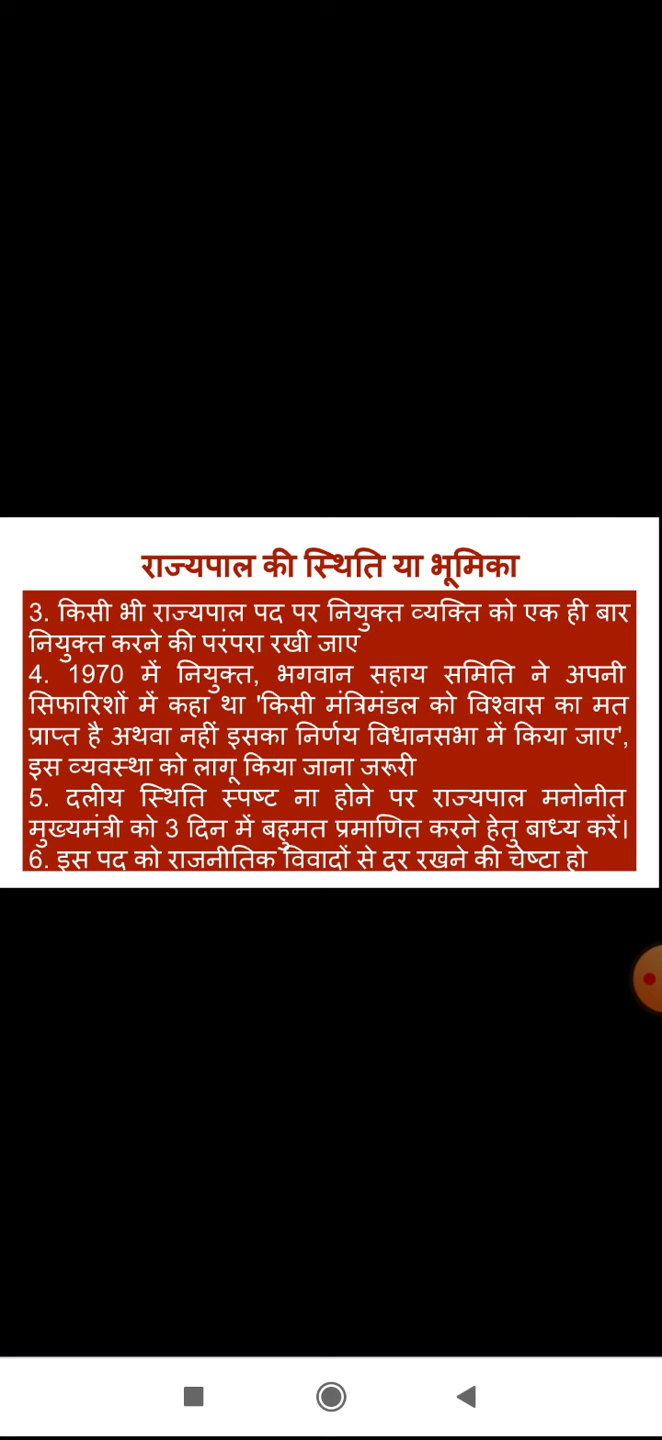 राज्यपाल की स्थिति या भूमिका
3. किसी भी राज्यपाल पद पर नियुक्त व्यक्ति को एक ही बार
नियुक्त करने की परंपरा रखी जाए
4. 1970 में नियुक्त, भगवान सहाय समिति ने अपनी
सिफारिशों में कहा था 'किसी मंत्रिमंडल को विश्वास का मत
प्राप्त है अथवा नहीं इसका निर्णय विधानसभा में किया जाए',
इस व्यवस्था को लागू किया जाना जरूरी
5. दलीय स्थिति स्पष्ट ना होने पर राज्यपाल मनोनीत
मुख्यमंत्री को 3 दिन में बहुमत प्रमाणित करने हेतु बाध्य करें।
6. इस पद को राजनीतिक विवादों से दूर रखने की चेष्टा हो